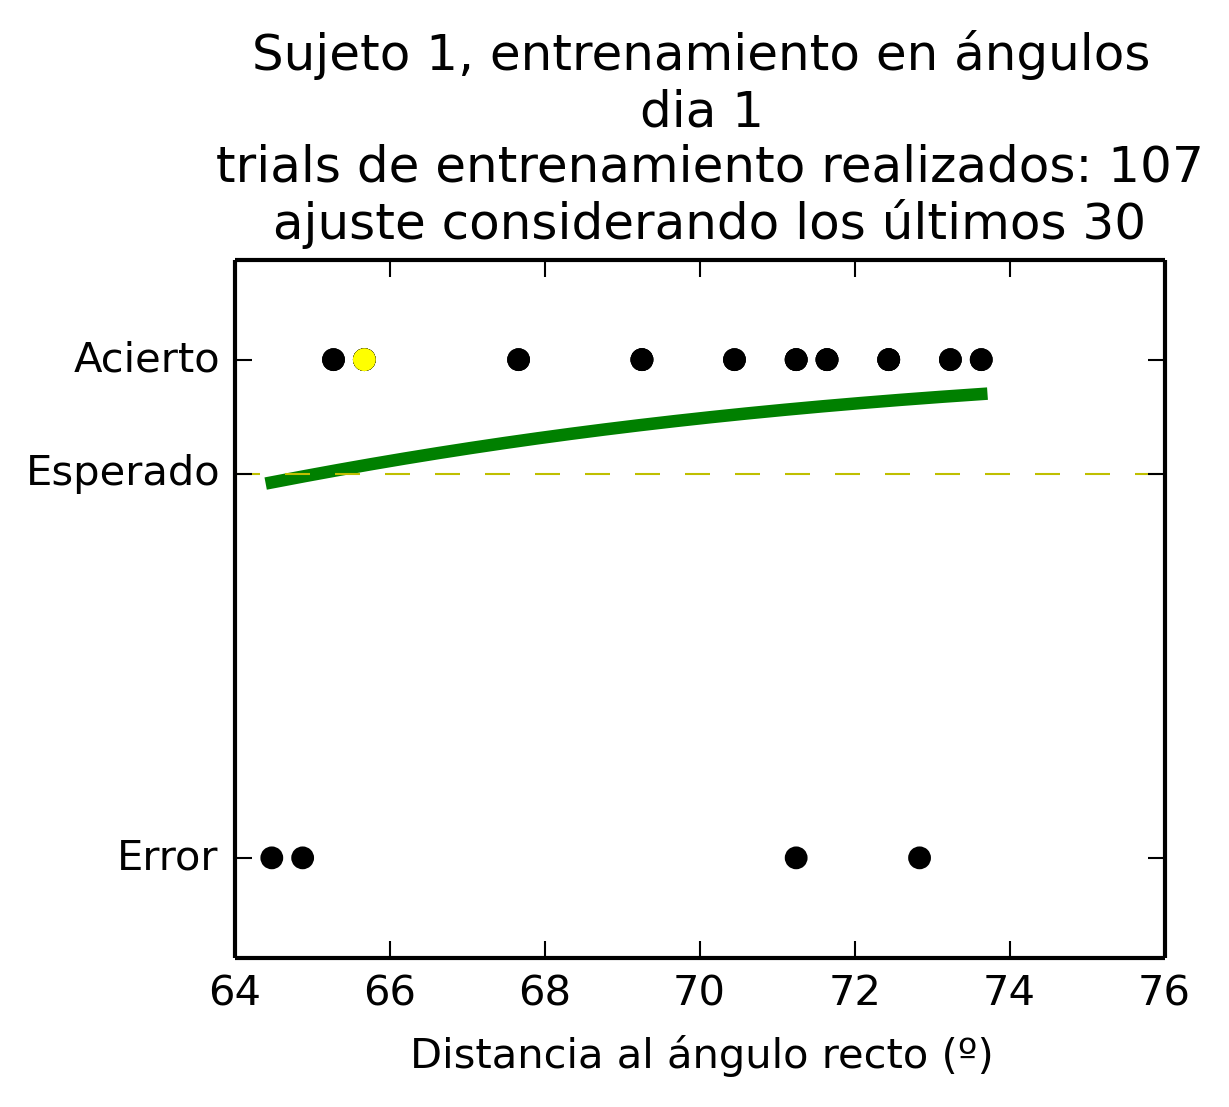 Sujeto 1, entrenamiento en ángulos
dia 1
trials de entrenamiento realizados: 107
ajuste considerando los últimos 30
Acierto
Esperado
Error
64 66 68 70 72 74 76
Distancia al ángulo recto (º)